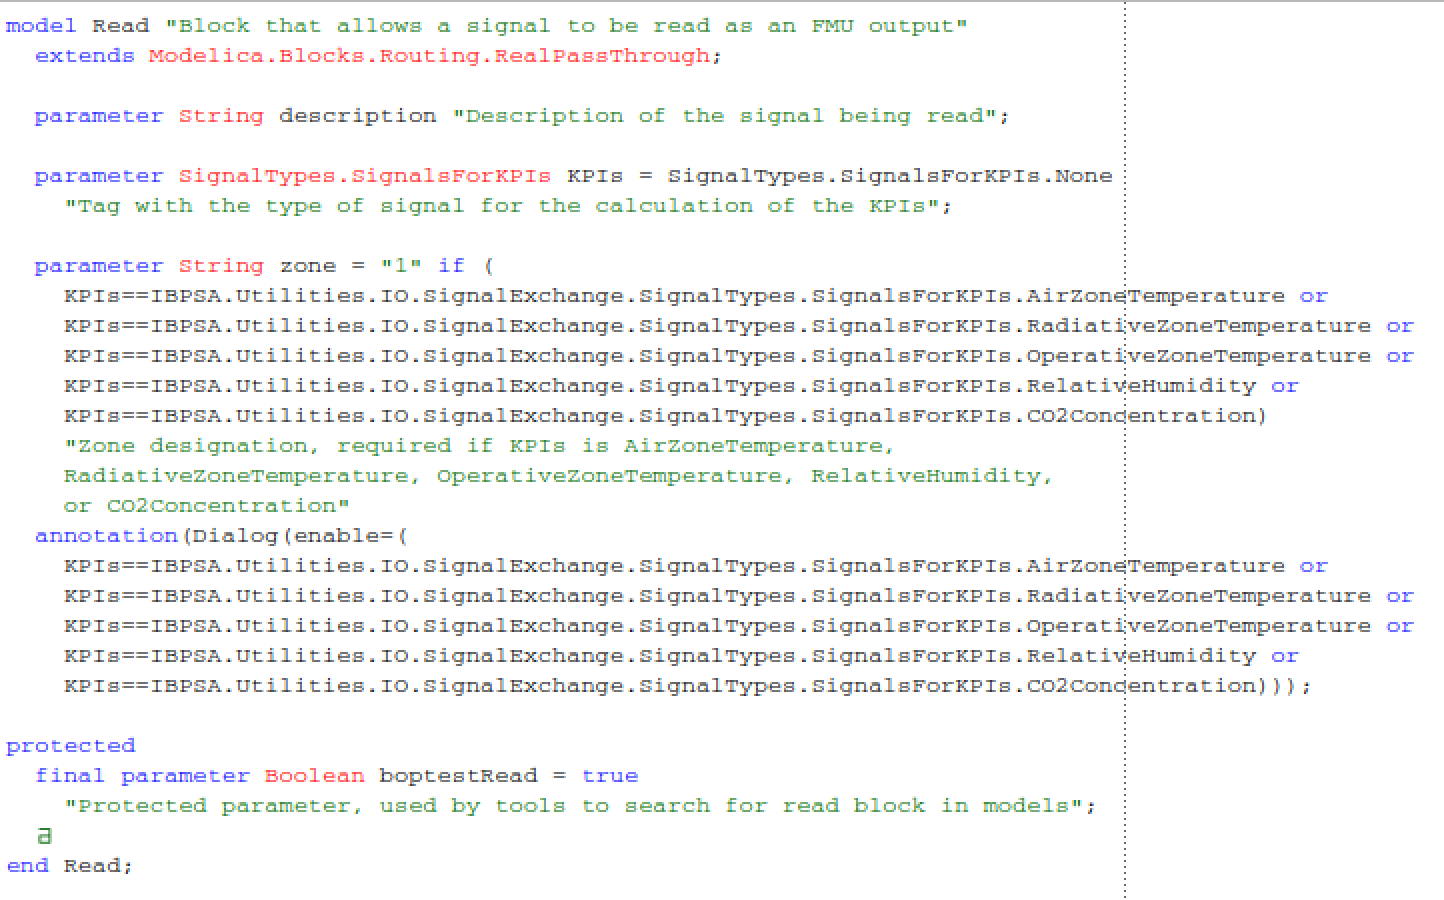 model Read "Block that allows a signal to be read as an FMU output"
  extends Modelica.Blocks.Routing.RealPassThrough;
  parameter String description "Description of the signal being read";
  parameter SignalTypes.SignalsForKPIs KPIs = SignalTypes.SignalsForKPIs.None
    "Tag with the type of signal for the calculation of the KPIs";
  parameter String zone = "1" if (
    KPIs==IBPSA.Utilities.IO.SignalExchange.SignalTypes.SignalsForKPIs.AirZoneTemperature or
    KPIs==IBPSA.Utilities.IO.SignalExchange.SignalTypes.SignalsForKPIs.RadiativeZoneTemperature or
    KPIs==IBPSA.Utilities.IO.SignalExchange.SignalTypes.SignalsForKPIs.OperativeZoneTemperature or
    KPIs==IBPSA.Utilities.IO.SignalExchange.SignalTypes.SignalsForKPIs.RelativeHumidity or
    KPIs==IBPSA.Utilities.IO.SignalExchange.SignalTypes.SignalsForKPIs.CO2Concentration)
    "Zone designation, required if KPIs is AirZoneTemperature,
    RadiativeZoneTemperature, OperativeZoneTemperature, RelativeHumidity,
    or CO2Concentration"
  annotation(Dialog(enable=(
    KPIs==IBPSA.Utilities.IO.SignalExchange.SignalTypes.SignalsForKPIs.AirZoneTemperature or
    KPIs==IBPSA.Utilities.IO.SignalExchange.SignalTypes.SignalsForKPIs.RadiativeZoneTemperature or
    KPIs==IBPSA.Utilities.IO.SignalExchange.SignalTypes.SignalsForKPIs.OperativeZoneTemperature or
    KPIs==IBPSA.Utilities.IO.SignalExchange.SignalTypes.SignalsForKPIs.RelativeHumidity or
    KPIs==IBPSA.Utilities.IO.SignalExchange.SignalTypes.SignalsForKPIs.CO2Concentration)));
protected
  final parameter Boolean boptestRead = true
    "Protected parameter, used by tools to search for read block in models";
  a
end Read;